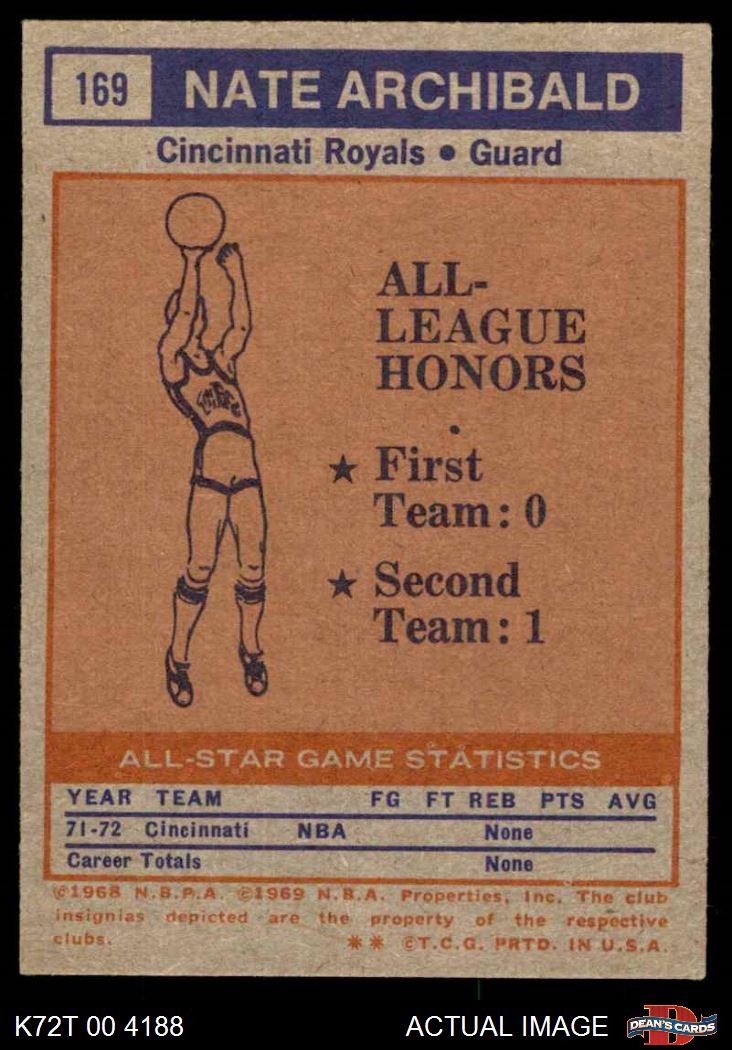 169 NATE ARCHIBALD
Cincinnati Royals • Guard
ALL-
LEAGUE
HONORS
★ First
Team: 0
★ Second
Team: 1
ALL-STAR GAME STATISTICS
YEAR TEAM FG FT REB PTS AVG
71-72 Cincinnati NBA None
Career Totals None
©1968 N.B.P.A. ©1969 N.B.A. Properties, Inc. The club
insignias depicted are the property of the respective
clubs. ** ©T.C.G. PRTD. IN U.S.A.
K72T 00 4188 ACTUAL IMAGE DEAN'S CARDS